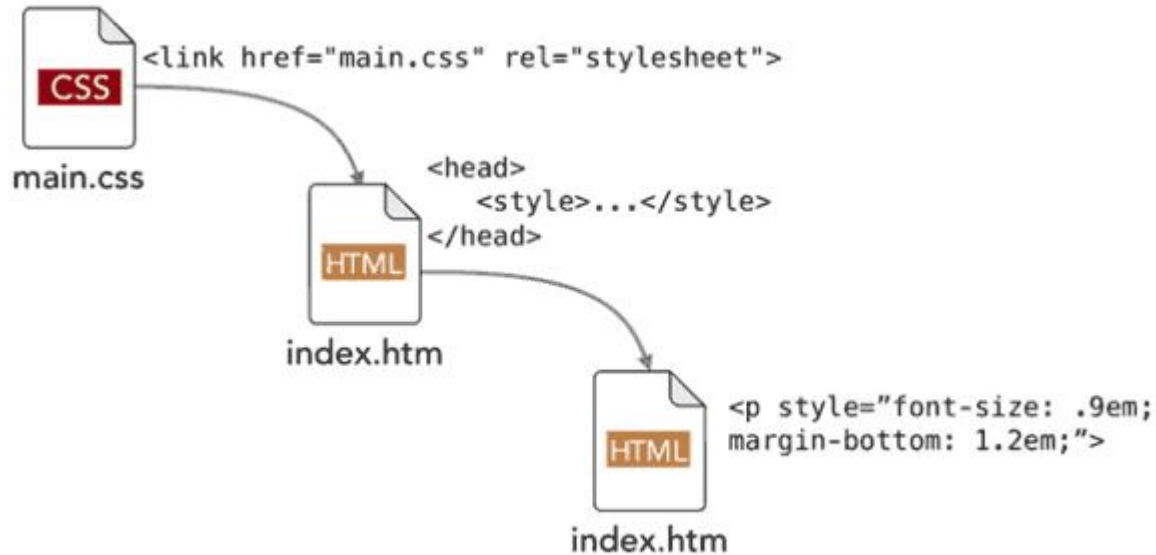 <link href="main.css" rel="stylesheet">
CSS
main.css
<head>
<style>...</style>
</head>
HTML
index.htm
<p style=”font-size: .9em;
margin-bottom: 1.2em;”>
HTML
index.htm